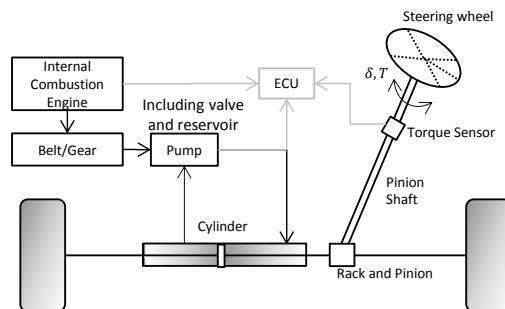 Steering wheel
Internal
Combustion
Engine
ECU
δ, T
Including valve
and reservoir
Torque Sensor
Belt/Gear
Pump
Pinion
Shaft
Cylinder
Rack and Pinion